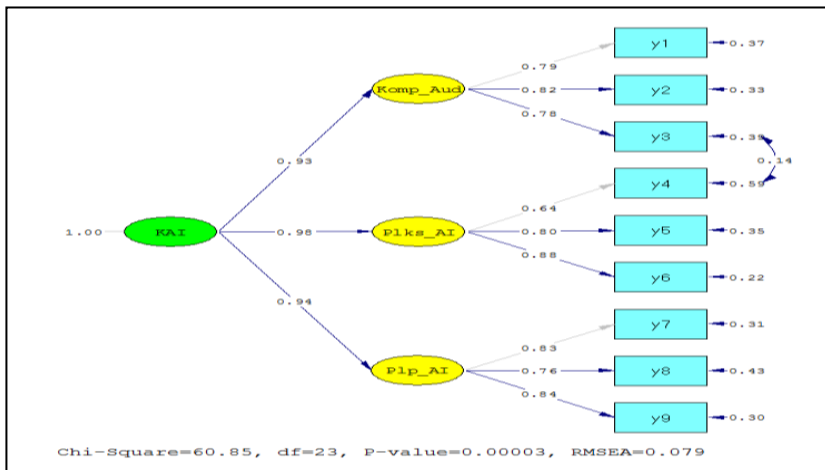 y1
0.37
0.79
Komp_Aud
0.82
y2
0.33
0.78
y3
0.39
0.14
0.93
y4
0.59
0.64
1.00
KAI
0.98
Plks_AI
0.80
y5
0.35
0.88
y6
0.22
0.94
y7
0.31
0.83
Plp_AI
0.76
y8
0.43
0.84
y9
0.30
Chi-Square=60.85, df=23, P-value=0.00003, RMSEA=0.079